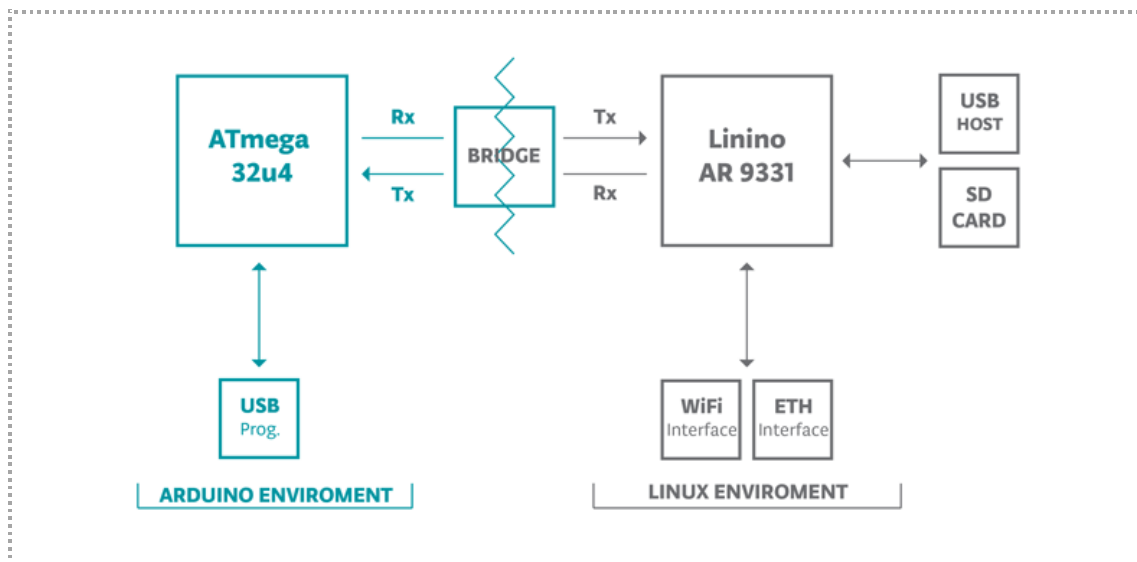 ATmega
32u4
Rx
Tx
BRIDGE
Tx
Rx
Linino
AR 9331
USB
HOST
SD
CARD
USB
Prog.
WiFi
Interface
ETH
Interface
ARDUINO ENVIROMENT
LINUX ENVIROMENT